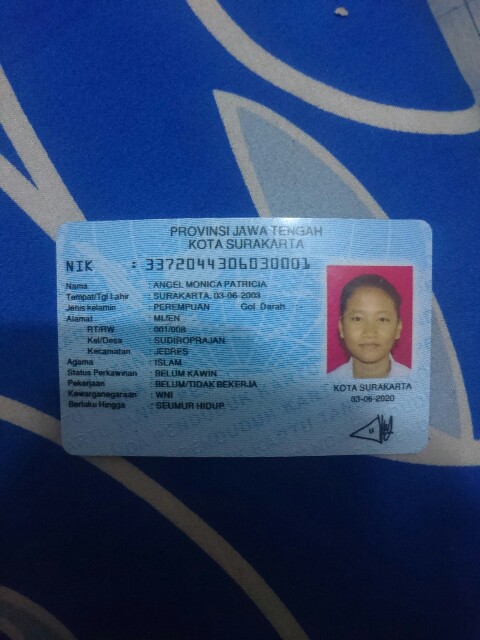 PROVINSI JAWA TENGAH
KOTA SURAKARTA
NIK : 3372044306030001
Nama : ANGEL MONICA PATRICIA
Tempat/Tgl Lahir : SURAKARTA, 03-06-2003
Jenis kelamin : PEREMPUAN Gol. Darah
Alamat : MIJEN
RT/RW : 001/008
Kel/Desa : SUDIROPRAJAN
Kecamatan : JEBRES
Agama : ISLAM
Status Perkawinan : BELUM KAWIN
Pekerjaan : BELUM/TIDAK BEKERJA
Kewarganegaraan : WNI
Berlaku Hingga : SEUMUR HIDUP
KOTA SURAKARTA
03-06-2020